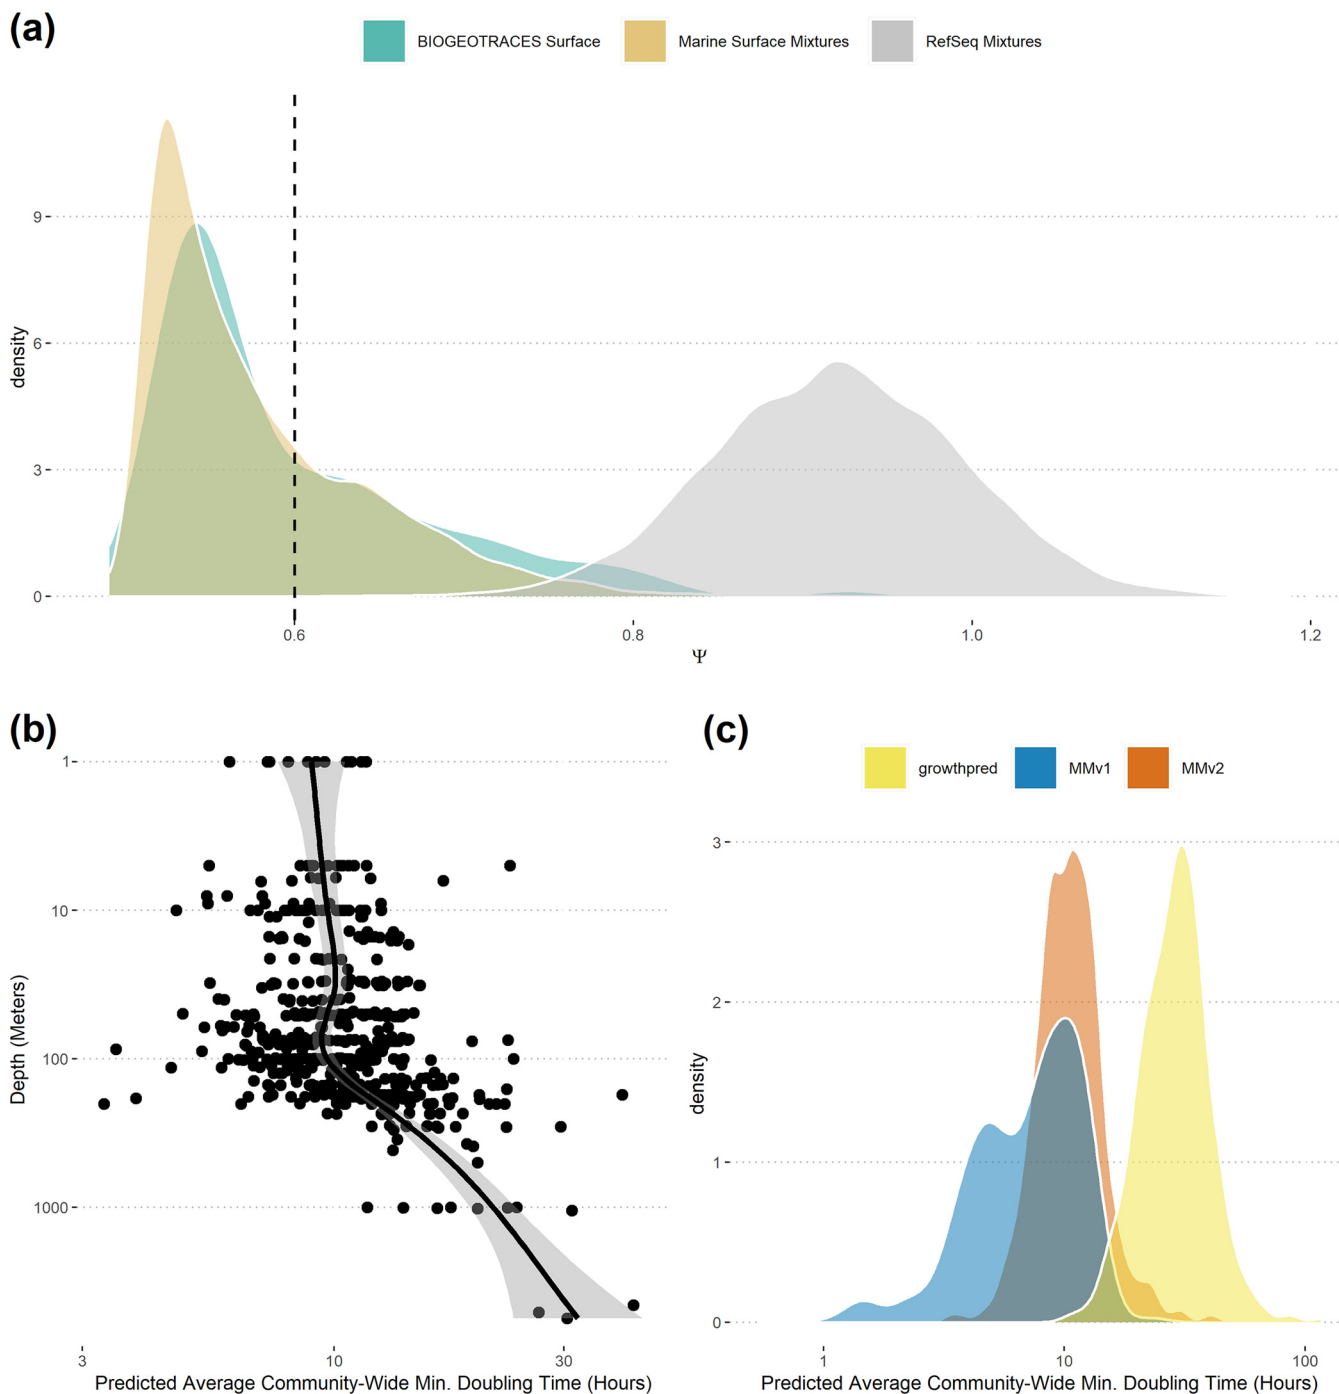 (a)
BIOGEOTRACES Surface
Marine Surface Mixtures
RefSeq Mixtures
9
6
3
0
density
0.6
0.8
1.0
1.2
Ψ
(b)
1
10
100
1000
Depth (Meters)
3
10
30
Predicted Average Community-Wide Min. Doubling Time (Hours)
(c)
growthpred
MMv1
MMv2
3
2
1
0
density
1
10
100
Predicted Average Community-Wide Min. Doubling Time (Hours)